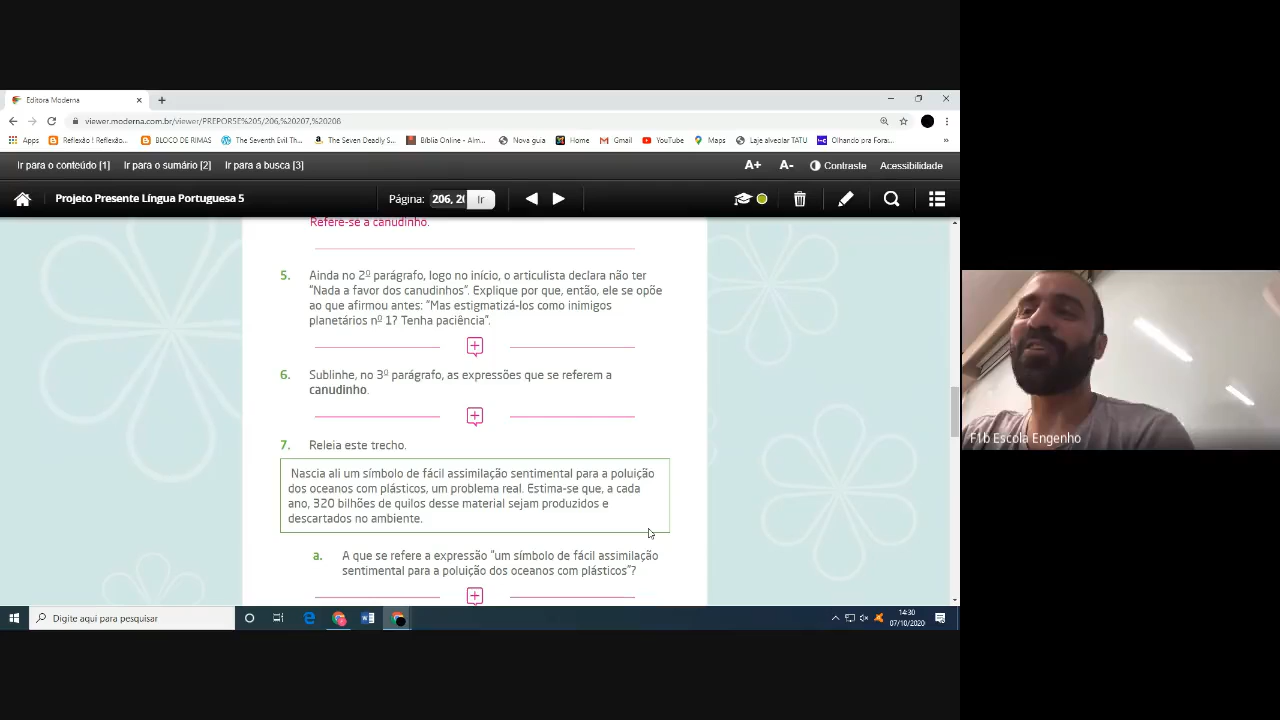 Editora Moderna
viewer.moderna.com.br/viewer/PREPOR5E%205/206,%20207,%20208
Apps Reflexão ! Reflexão... BLOCO DE RIMAS The Seventh Evil Th... The Seven Deadly S... Bíblia Online - Alm... Nova guia Home Gmail YouTube Maps Laje alveolar TATU Olhando pra Fora:... »
Ir para o conteúdo [1] Ir para o sumário [2] Ir para a busca [3] A+ A- Contraste Acessibilidade
Projeto Presente Língua Portuguesa 5 Página: 206, 20 Ir
Refere-se a canudinho.
5. Ainda no 2º parágrafo, logo no início, o articulista declara não ter
"Nada a favor dos canudinhos". Explique por que, então, ele se opõe
ao que afirmou antes: "Mas estigmatizá-los como inimigos
planetários nº 1? Tenha paciência".
6. Sublinhe, no 3º parágrafo, as expressões que se referem a
canudinho.
7. Releia este trecho.
Nascia ali um símbolo de fácil assimilação sentimental para a poluição
dos oceanos com plásticos, um problema real. Estima-se que, a cada
ano, 320 bilhões de quilos desse material sejam produzidos e
descartados no ambiente.
a. A que se refere a expressão "um símbolo de fácil assimilação
sentimental para a poluição dos oceanos com plásticos"?
F1b Escola Engenho
Digite aqui para pesquisar
14:30
07/10/2020